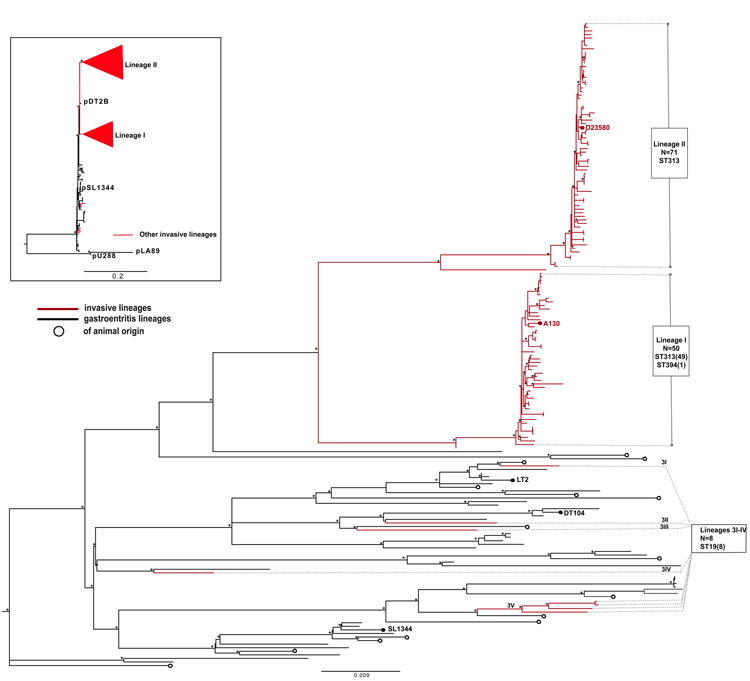 Lineage II
pDT2B
Lineage I
pSL1344
Other invasive lineages
pLA89
pU288
0.2
invasive lineages
gastroentritis lineages
of animal origin
D23580
Lineage II
N=71
ST313
A130
Lineage I
N=50
ST313(49)
ST394(1)
3I
LT2
DT104
3II
3III
Lineages 3I-IV
N=8
ST19(8)
3IV
3V
SL1344
0.009